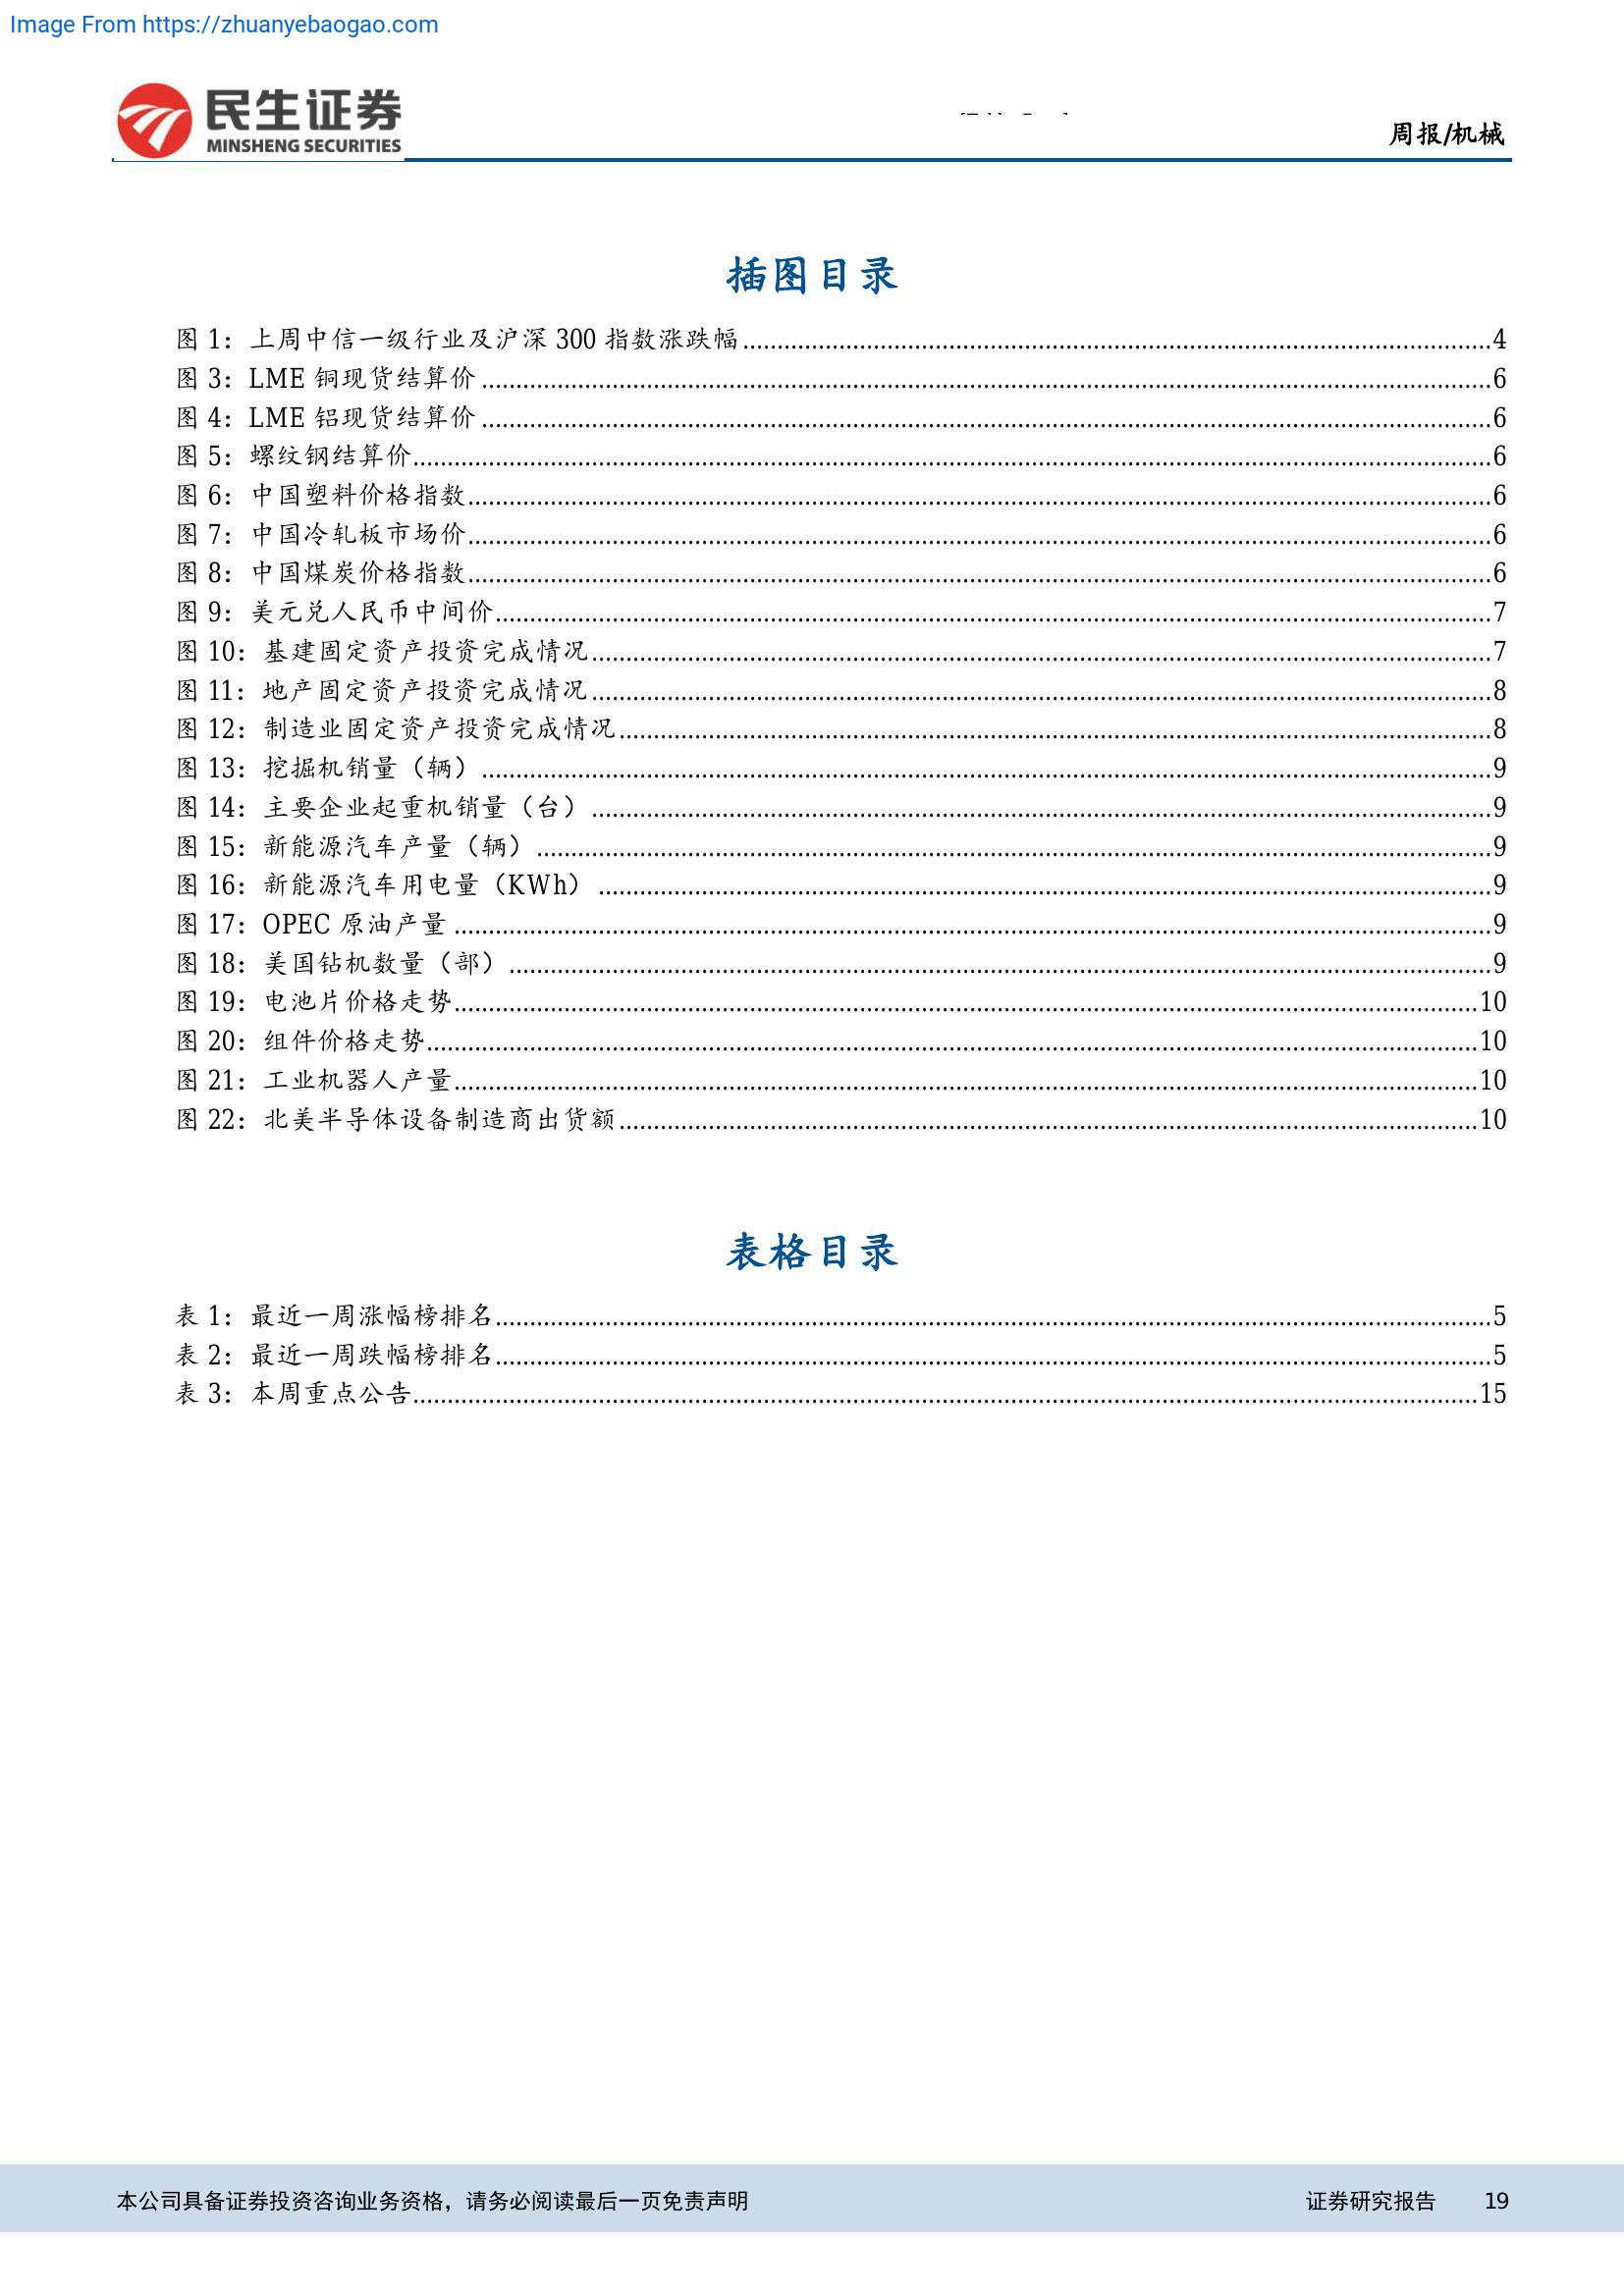 Image From https://zhuanyebaogao.com
民生证券
MINSHENG SECURITIES
周报/机械
插图目录
图 1：上周中信一级行业及沪深 300 指数涨跌幅........4
图 3：LME 铜现货结算价........6
图 4：LME 铝现货结算价........6
图 5：螺纹钢结算价........6
图 6：中国塑料价格指数........6
图 7：中国冷轧板市场价........6
图 8：中国煤炭价格指数........6
图 9：美元兑人民币中间价........7
图 10：基建固定资产投资完成情况........7
图 11：地产固定资产投资完成情况........8
图 12：制造业固定资产投资完成情况........8
图 13：挖掘机销量（辆）........9
图 14：主要企业起重机销量（台）........9
图 15：新能源汽车产量（辆）........9
图 16：新能源汽车用电量（KWh）........9
图 17：OPEC 原油产量........9
图 18：美国钻机数量（部）........9
图 19：电池片价格走势........10
图 20：组件价格走势........10
图 21：工业机器人产量........10
图 22：北美半导体设备制造商出货额........10
表格目录
表 1：最近一周涨幅榜排名........5
表 2：最近一周跌幅榜排名........5
表 3：本周重点公告........15
本公司具备证券投资咨询业务资格，请务必阅读最后一页免责声明 证券研究报告 19